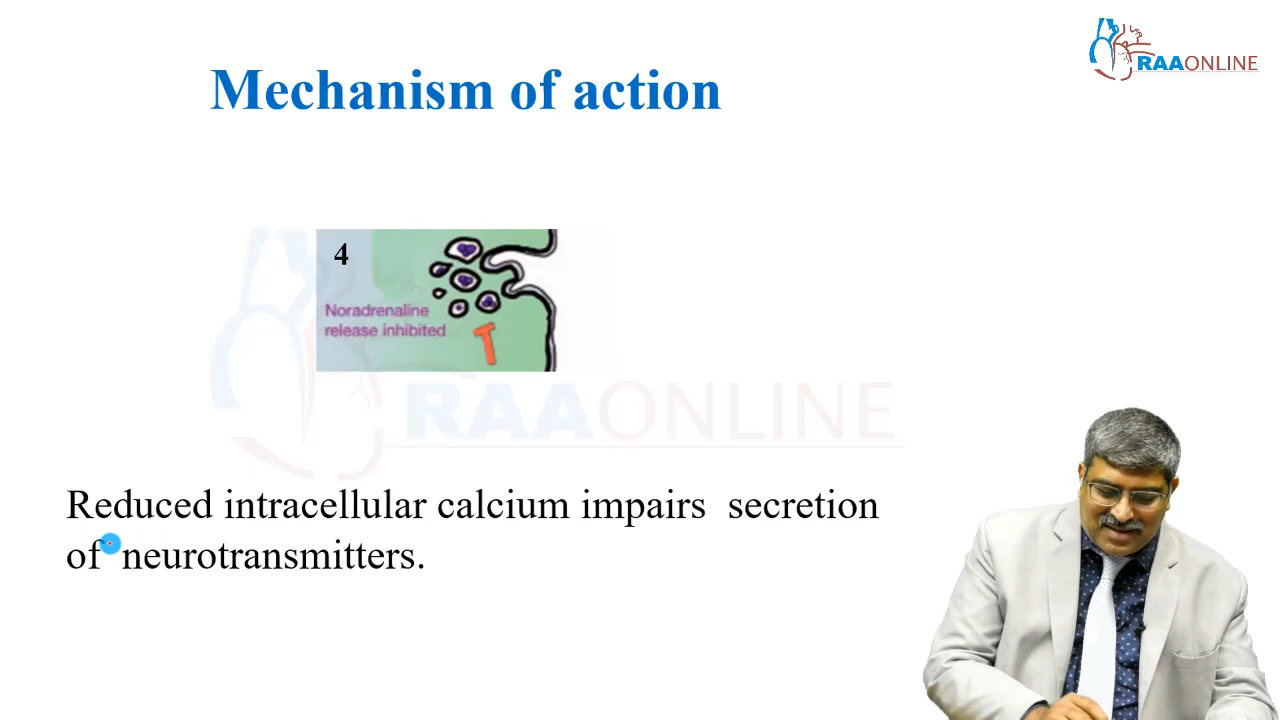 RAAONLINE
Mechanism of action
4
Noradrenaline
release inhibited
RAAONLINE
Reduced intracellular calcium impairs secretion
of neurotransmitters.